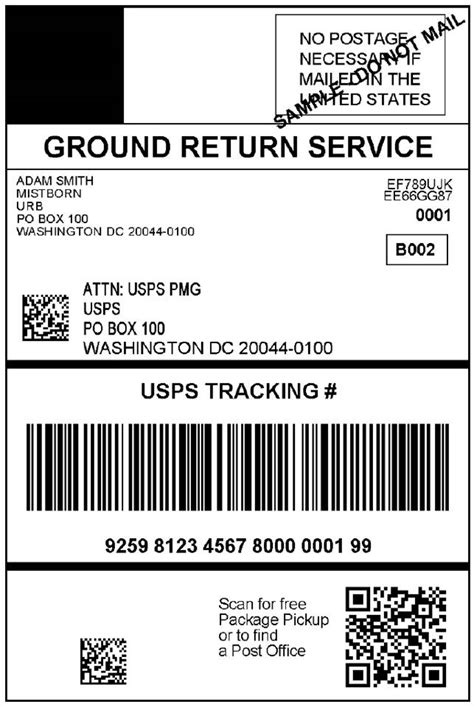 NO POSTAGE
NECESSARY IF
MAILED IN THE
UNITED STATES
SAMPLE - DO NOT MAIL
GROUND RETURN SERVICE
ADAM SMITH
MISTBORN
URB
PO BOX 100
WASHINGTON DC 20044-0100
EF789UJK
EE66GG87
0001
B002
ATTN: USPS PMG
USPS
PO BOX 100
WASHINGTON DC 20044-0100
USPS TRACKING #
9259 8123 4567 8000 0001 99
Scan for free
Package Pickup
or to find
a Post Office